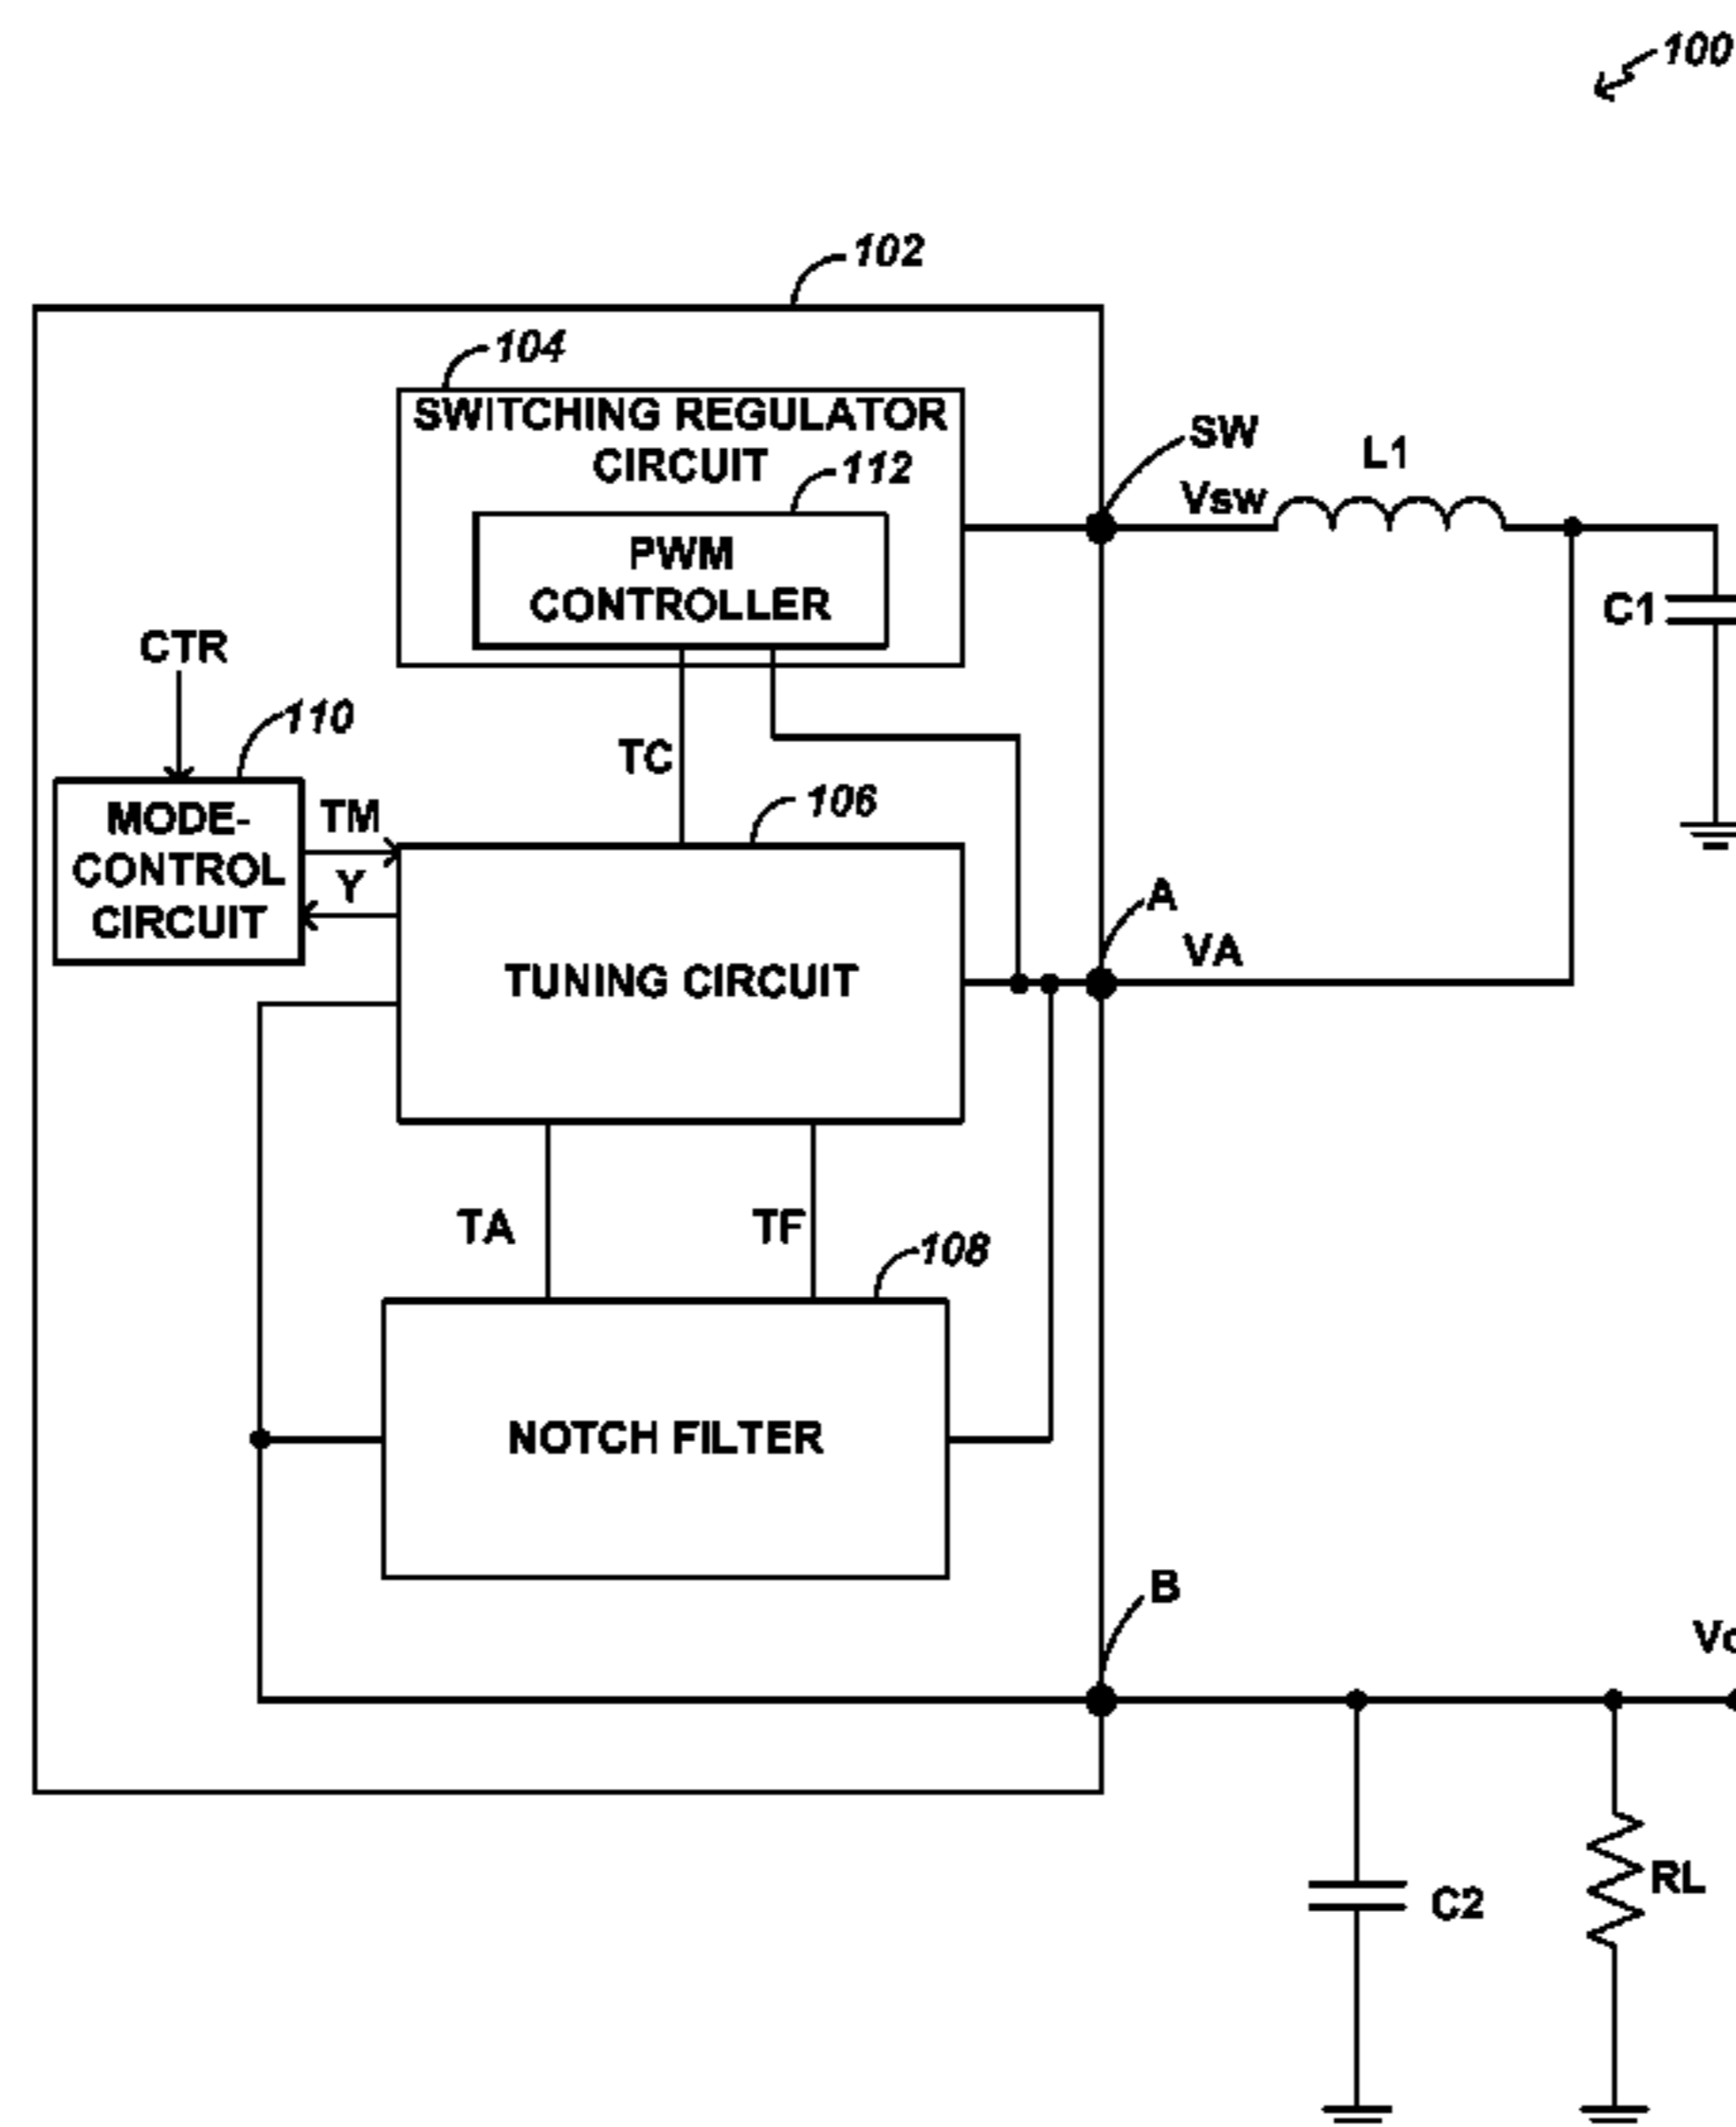 100
102
104
SWITCHING REGULATOR
CIRCUIT
112
PWM
CONTROLLER
SW
Vsw
L1
C1
CTR
110
MODE-
CONTROL
CIRCUIT
TM
Y
TC
106
TUNING CIRCUIT
A
VA
TA
TF
108
NOTCH FILTER
B
C2
RL